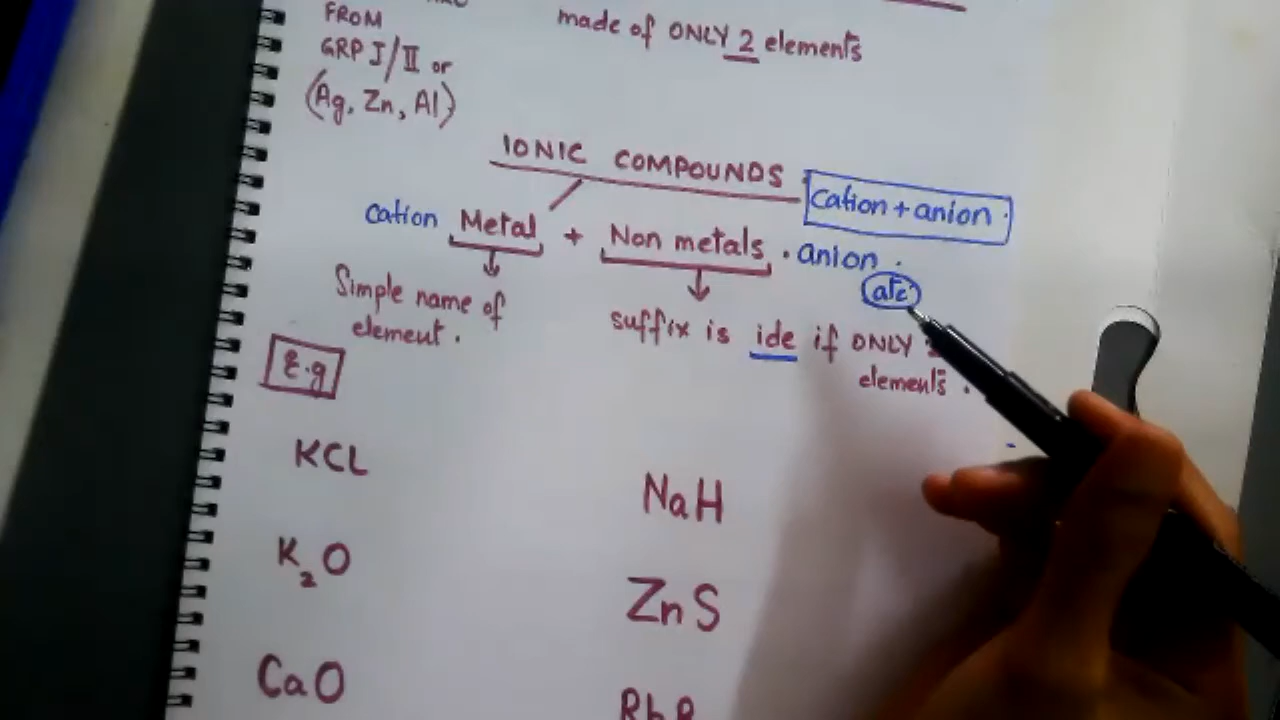 FROM
GRP I/II or
(Ag, Zn, Al)
made of ONLY 2 elements
IONIC COMPOUNDS
cation + anion.
cation Metal + Non metals. anion.
ate
Simple name of
element.
suffix is ide if ONLY
elements.
E.g
KCL
NaH
K2O
ZnS
CaO